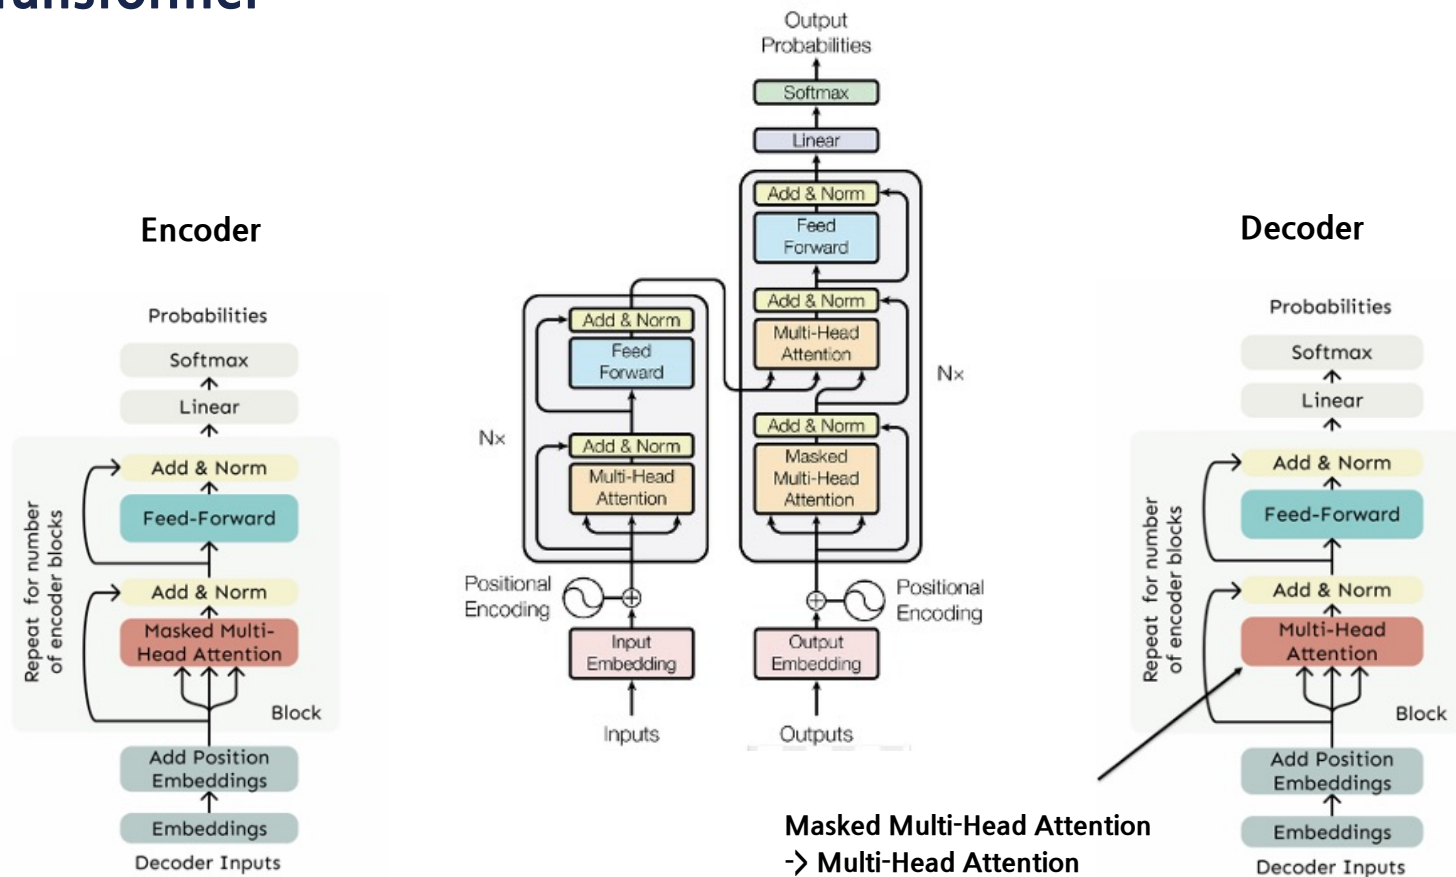 Transformer
Encoder
Probabilities
Softmax
Linear
Add & Norm
Feed-Forward
Add & Norm
Masked Multi-
Head Attention
Repeat for number
of encoder blocks
Block
Add Position
Embeddings
Embeddings
Decoder Inputs
Output
Probabilities
Softmax
Linear
Add & Norm
Feed
Forward
Add & Norm
Multi-Head
Attention
Nx
Add & Norm
Masked
Multi-Head
Attention
Add & Norm
Feed
Forward
Nx
Add & Norm
Multi-Head
Attention
Positional
Encoding
Positional
Encoding
Input
Embedding
Output
Embedding
Inputs
Outputs
Decoder
Probabilities
Softmax
Linear
Add & Norm
Feed-Forward
Add & Norm
Multi-Head
Attention
Repeat for number
of encoder blocks
Block
Add Position
Embeddings
Embeddings
Decoder Inputs
Masked Multi-Head Attention
-> Multi-Head Attention